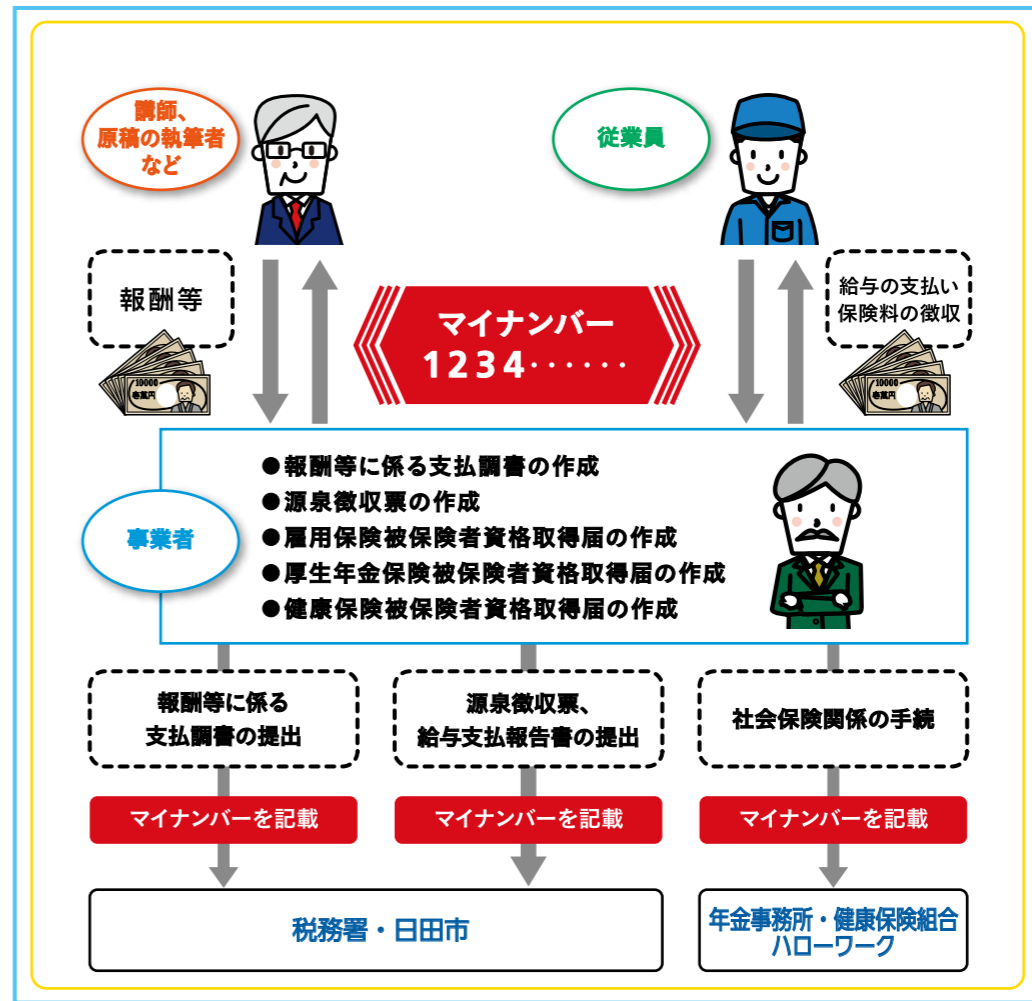 講師、
原稿の執筆者
など
従業員
報酬等
給与の支払い
保険料の徴収
マイナンバー
1234‥‥‥
10000
壱萬円
10000
壱萬円
事業者
●報酬等に係る支払調書の作成
●源泉徴収票の作成
●雇用保険被保険者資格取得届の作成
●厚生年金保険被保険者資格取得届の作成
●健康保険被保険者資格取得届の作成
報酬等に係る
支払調書の提出
源泉徴収票、
給与支払報告書の提出
社会保険関係の手続
マイナンバーを記載
マイナンバーを記載
マイナンバーを記載
税務署・日田市
年金事務所・健康保険組合
ハローワーク